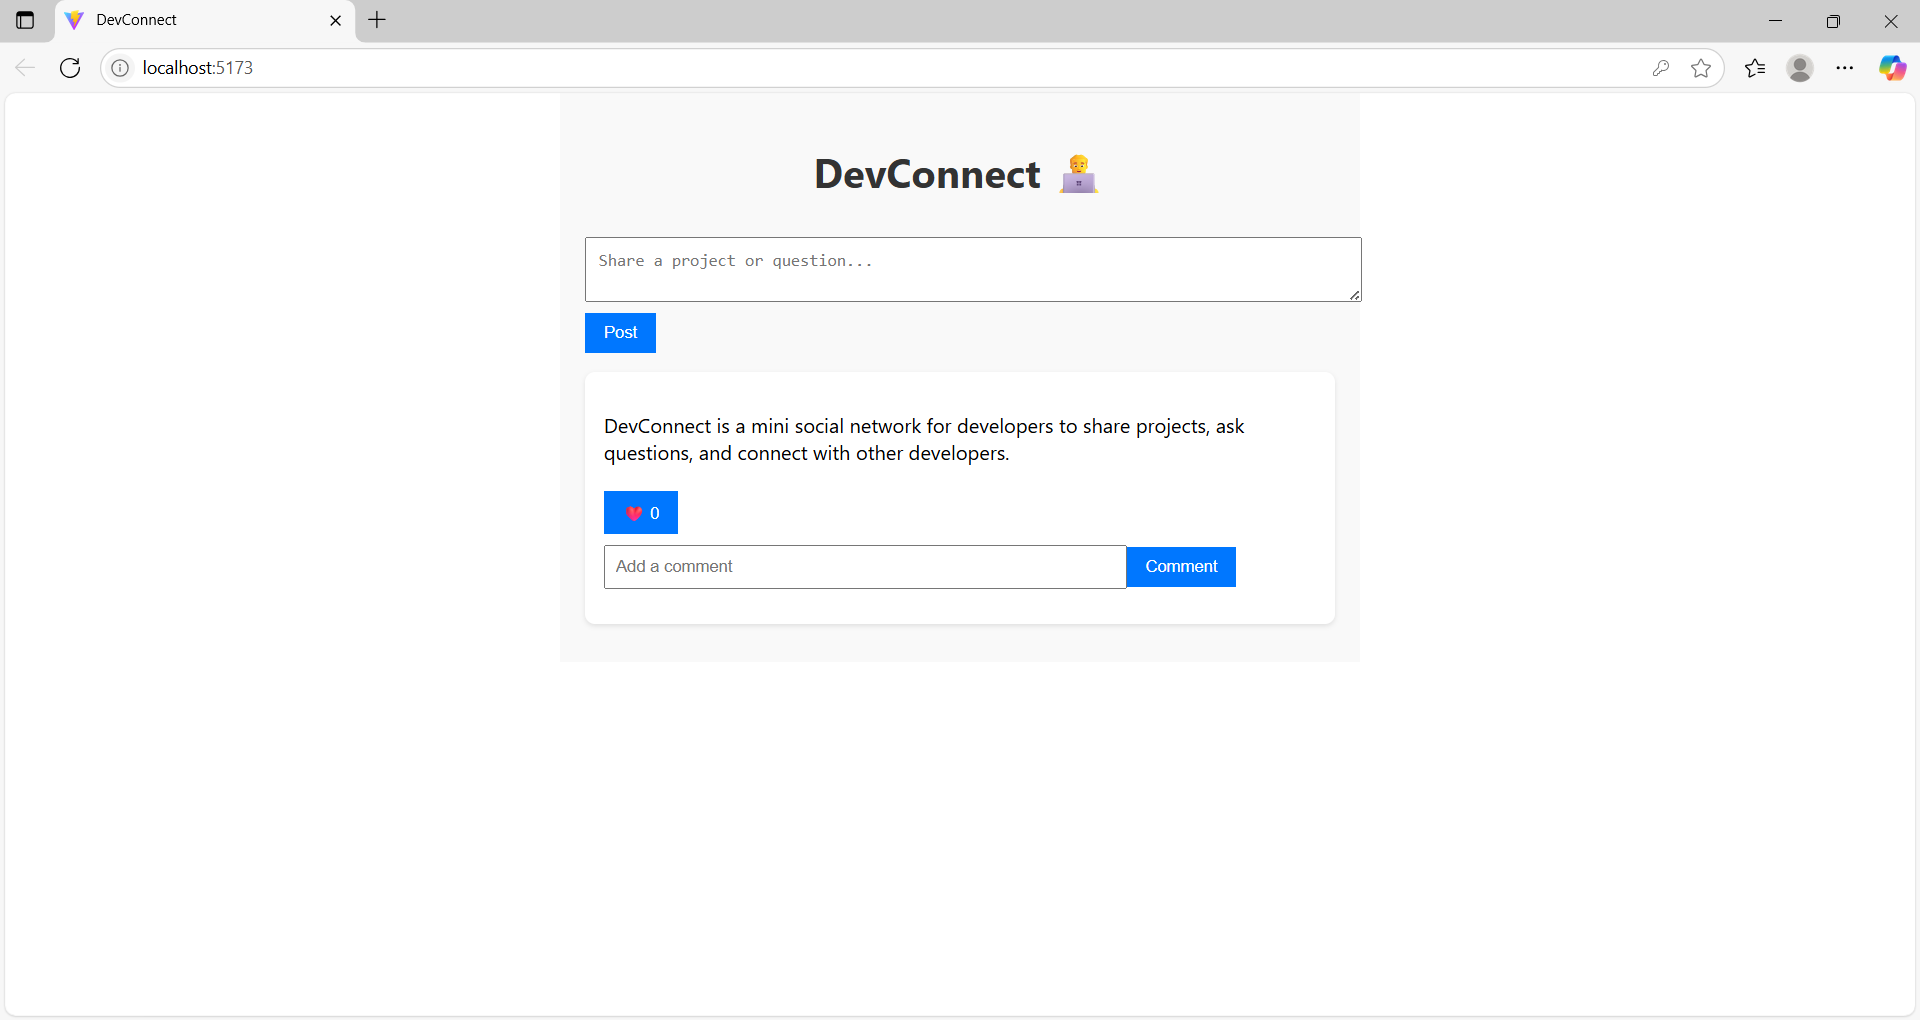 DevConnect
localhost:5173
DevConnect 🧑‍💻
Share a project or question...
Post
DevConnect is a mini social network for developers to share projects, ask
questions, and connect with other developers.
❤️ 0
Add a comment
Comment